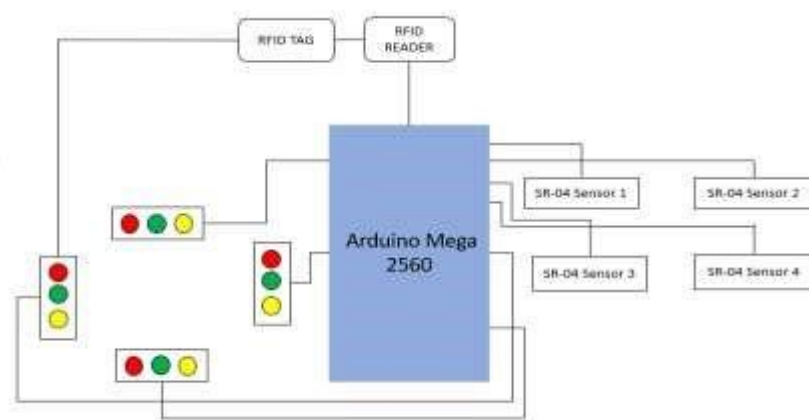 RFID TAG
RFID
READER
SR-04 Sensor 1
SR-04 Sensor 2
Arduino Mega
2560
SR-04 Sensor 3
SR-04 Sensor 4